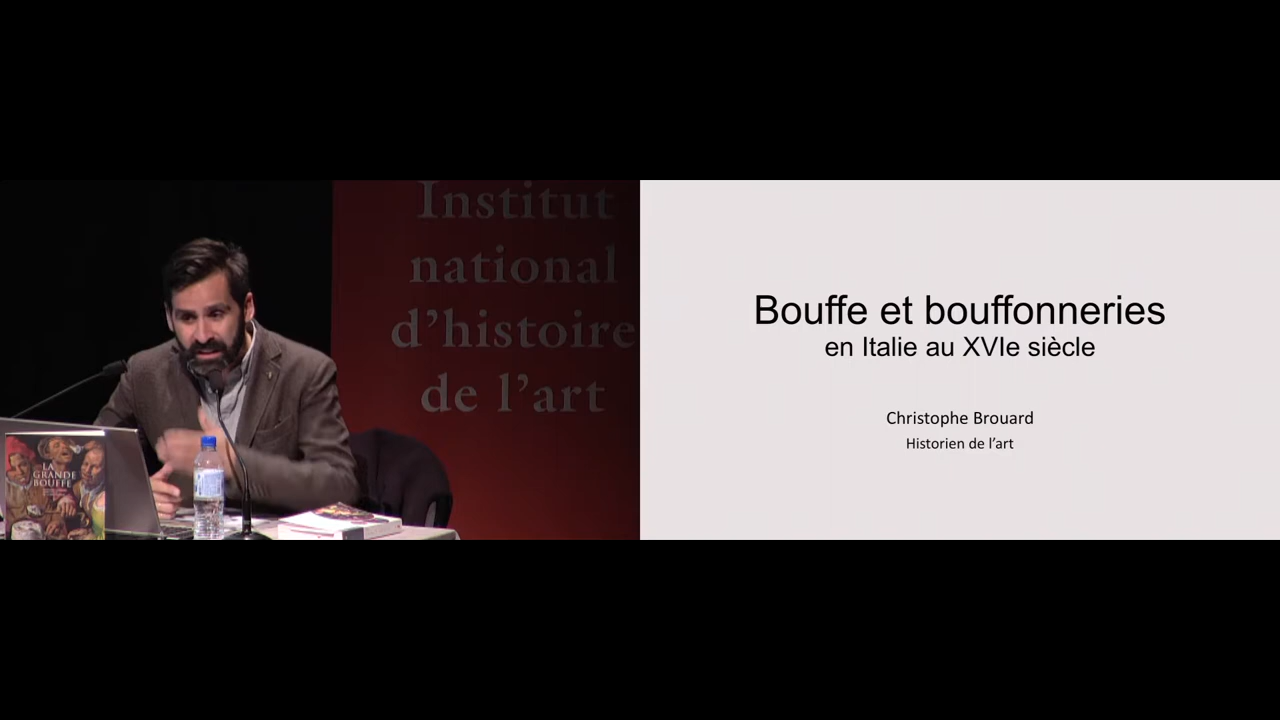 Institut
national
d’histoire
de l’art
LA
GRANDE
BOUFFE
Bouffe et bouffonneries
en Italie au XVIe siècle
Christophe Brouard
Historien de l’art